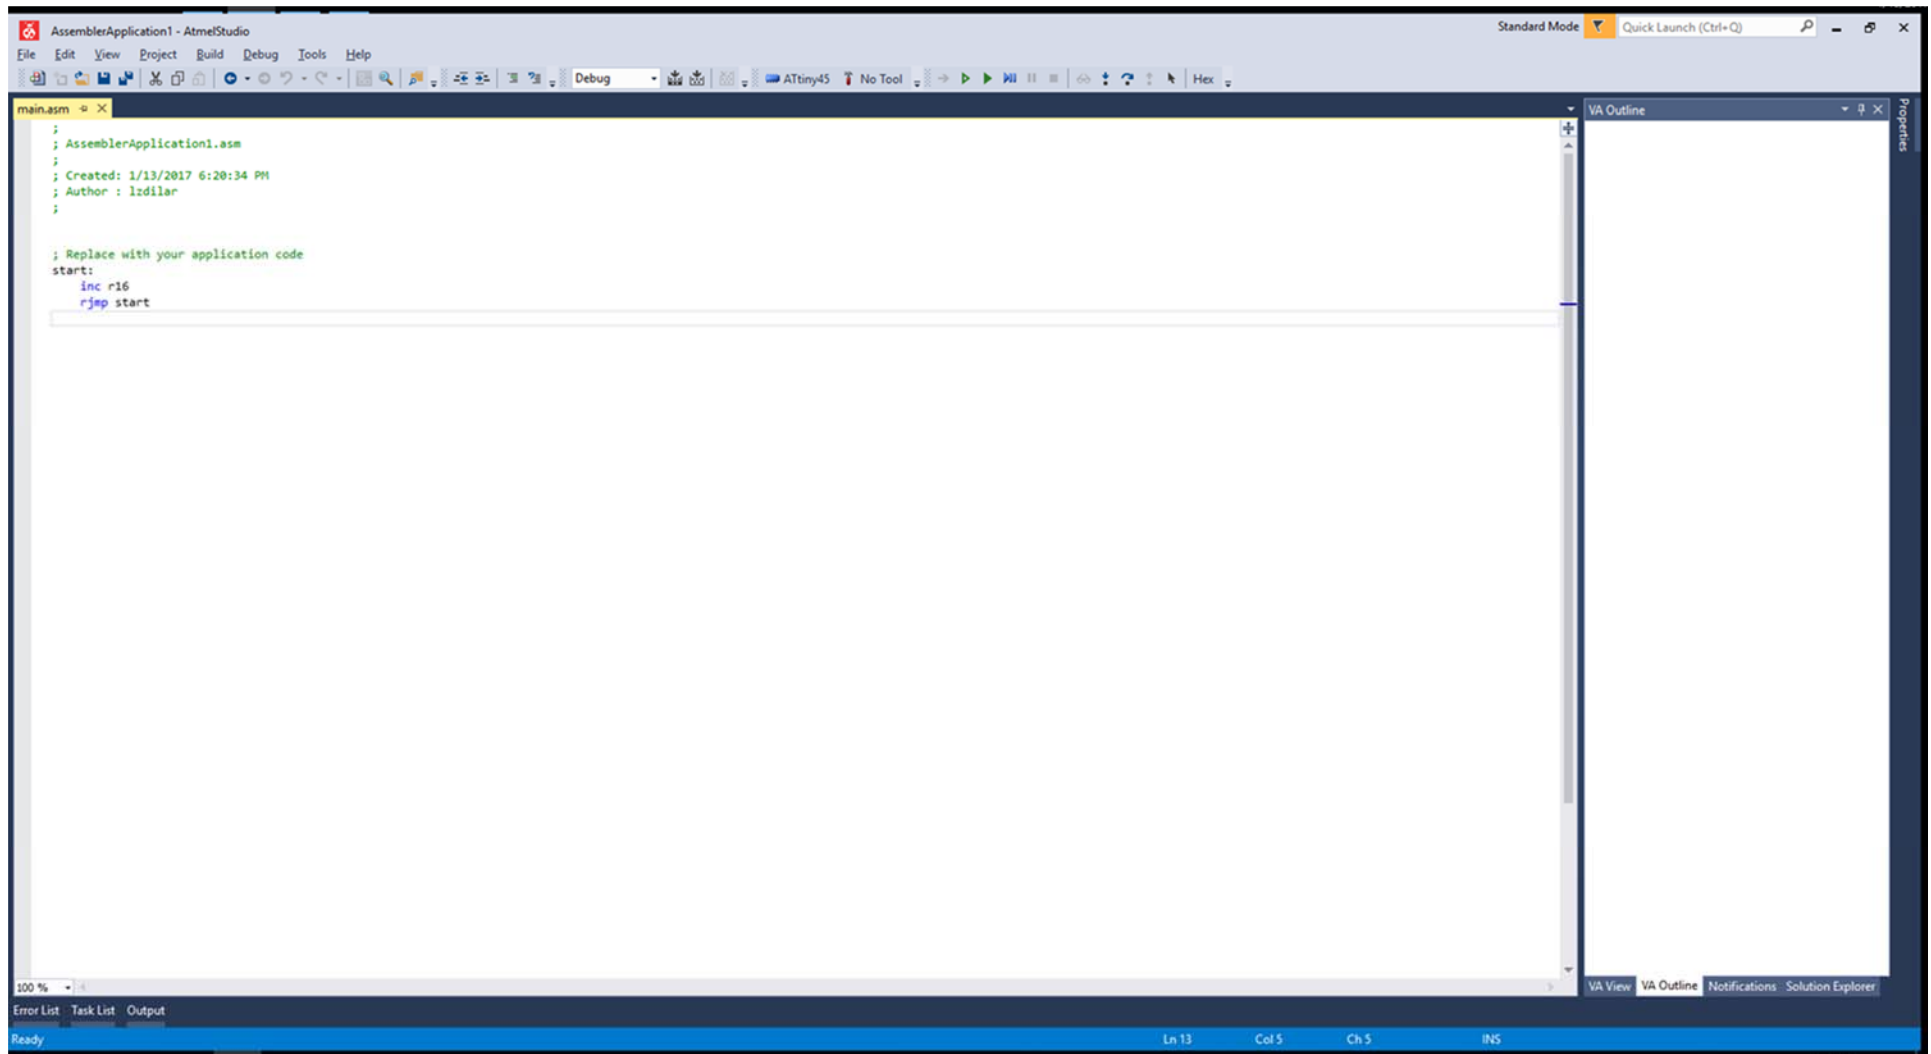 AssemblerApplication1 - AtmelStudio
Standard Mode
Quick Launch (Ctrl+Q)
File Edit View Project Build Debug Tools Help
Debug
ATtiny45
No Tool
Hex
main.asm
VA Outline
Properties
;
; AssemblerApplication1.asm
;
; Created: 1/13/2017 6:20:34 PM
; Author : lzdilar
;
; Replace with your application code
start:
inc r16
rjmp start
100 %
VA View VA Outline Notifications Solution Explorer
Error List Task List Output
Ready
Ln 13 Col 5 Ch 5 INS